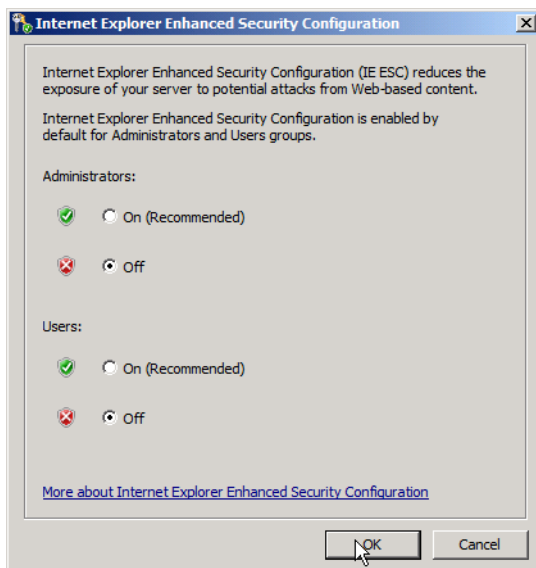 Internet Explorer Enhanced Security Configuration
Internet Explorer Enhanced Security Configuration (IE ESC) reduces the
exposure of your server to potential attacks from Web-based content.
Internet Explorer Enhanced Security Configuration is enabled by
default for Administrators and Users groups.
Administrators:
On (Recommended)
Off
Users:
On (Recommended)
Off
More about Internet Explorer Enhanced Security Configuration
OK Cancel